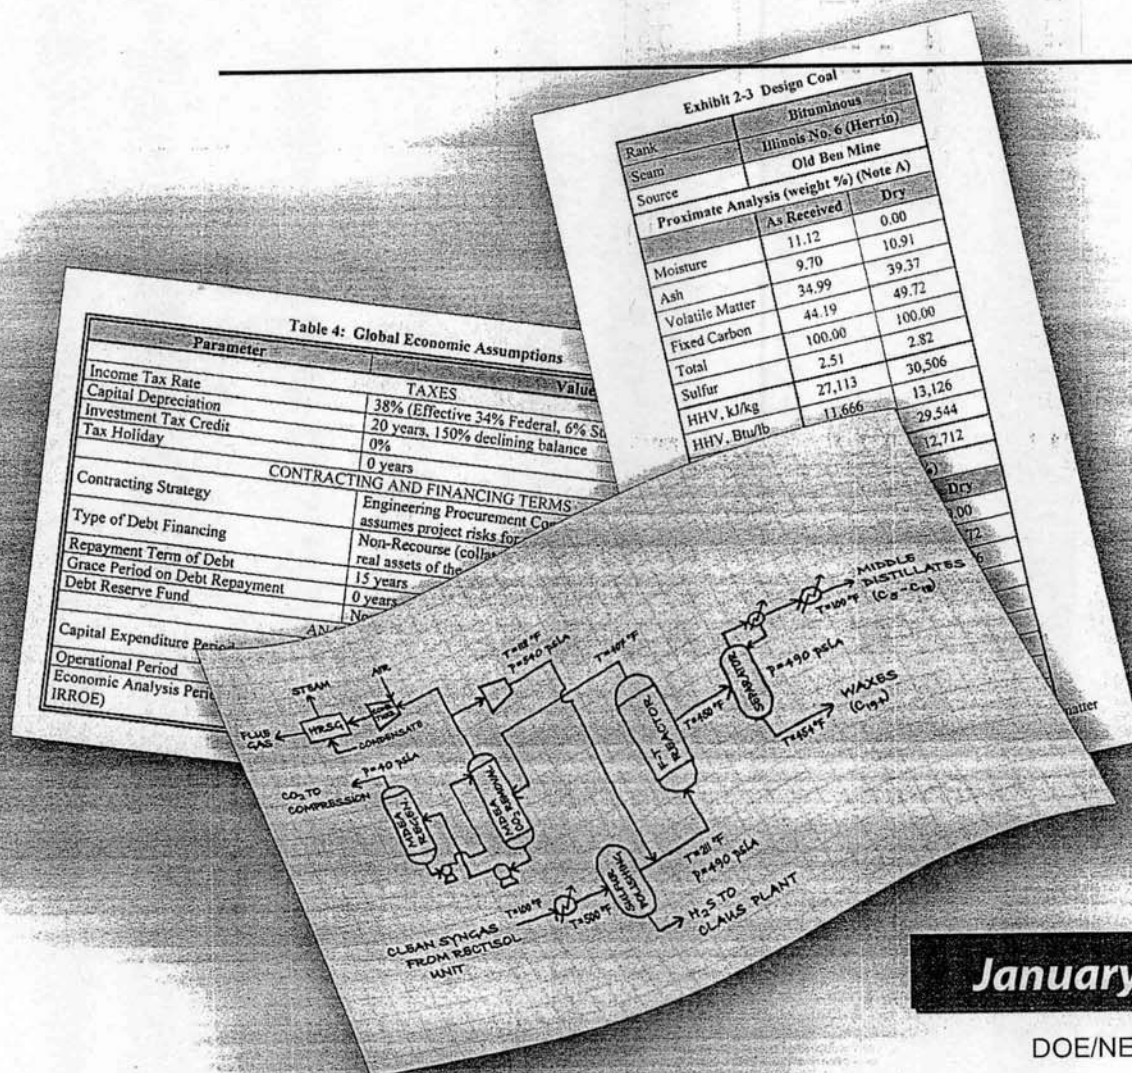 Exhibit 2-3 Design Coal
Rank Bituminous
Seam Illinois No. 6 (Herrin)
Source Old Ben Mine
Proximate Analysis (weight %) (Note A)
As Received Dry
Moisture 11.12 0.00
Ash 9.70 10.91
Volatile Matter 34.99 39.37
Fixed Carbon 44.19 49.72
Total 100.00 100.00
Sulfur 2.51 2.82
HHV, kJ/kg 27,113 30,506
HHV, Btu/lb 11,666 13,126
29,544
12,712
Dry
Table 4: Global Economic Assumptions
Parameter Value
TAXES
Income Tax Rate 38% (Effective 34% Federal, 6% St
Capital Depreciation 20 years, 150% declining balance
Investment Tax Credit 0%
Tax Holiday 0 years
CONTRACTING AND FINANCING TERMS
Contracting Strategy Engineering Procurement Con
assumes project risks for
Type of Debt Financing Non-Recourse (colla
real assets of the
Repayment Term of Debt 15 years
Grace Period on Debt Repayment 0 years
Debt Reserve Fund No
Capital Expenditure Period
Operational Period
Economic Analysis Peri
IRROE)
STEAM
AIR
T=112°F
P=540 psia
T=407°F
FLUE
GAS
HRSG
CONDENSATE
P=40 psia
CO₂ TO
COMPRESSION
MDEA
REGEN.
MDEA
CO₂ REMOVAL
F-T
REACTOR
T=450°F
SEPARATOR
P=490 psia
T=100°F
MIDDLE
DISTILLATES
WAXES
T=454°F
T=211°F
P=490 psia
SULFUR
POLISHING
T=100°F
T=500°F
H₂S TO
CLAUS PLANT
CLEAN SYNGAS
FROM RECTISOL
UNIT
January
DOE/NE